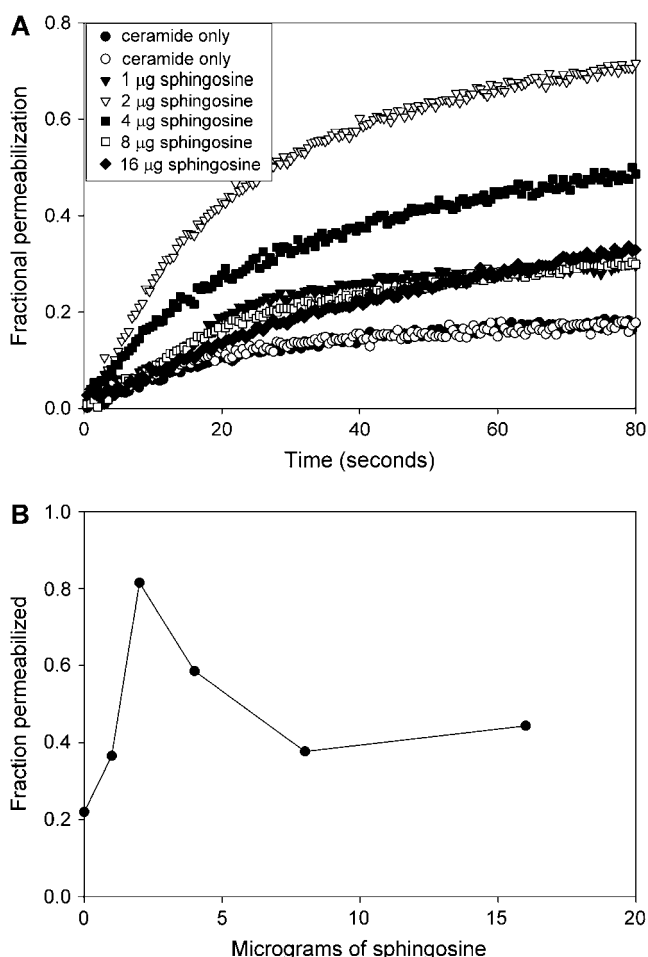 A
0.8
0.6
0.4
0.2
0.0
Fractional permeabilization
ceramide only
ceramide only
1 μg sphingosine
2 μg sphingosine
4 μg sphingosine
8 μg sphingosine
16 μg sphingosine
0 20 40 60 80
Time (seconds)
B
1.0
0.8
0.6
0.4
0.2
0.0
Fraction permeabilized
0 5 10 15 20
Micrograms of sphingosine